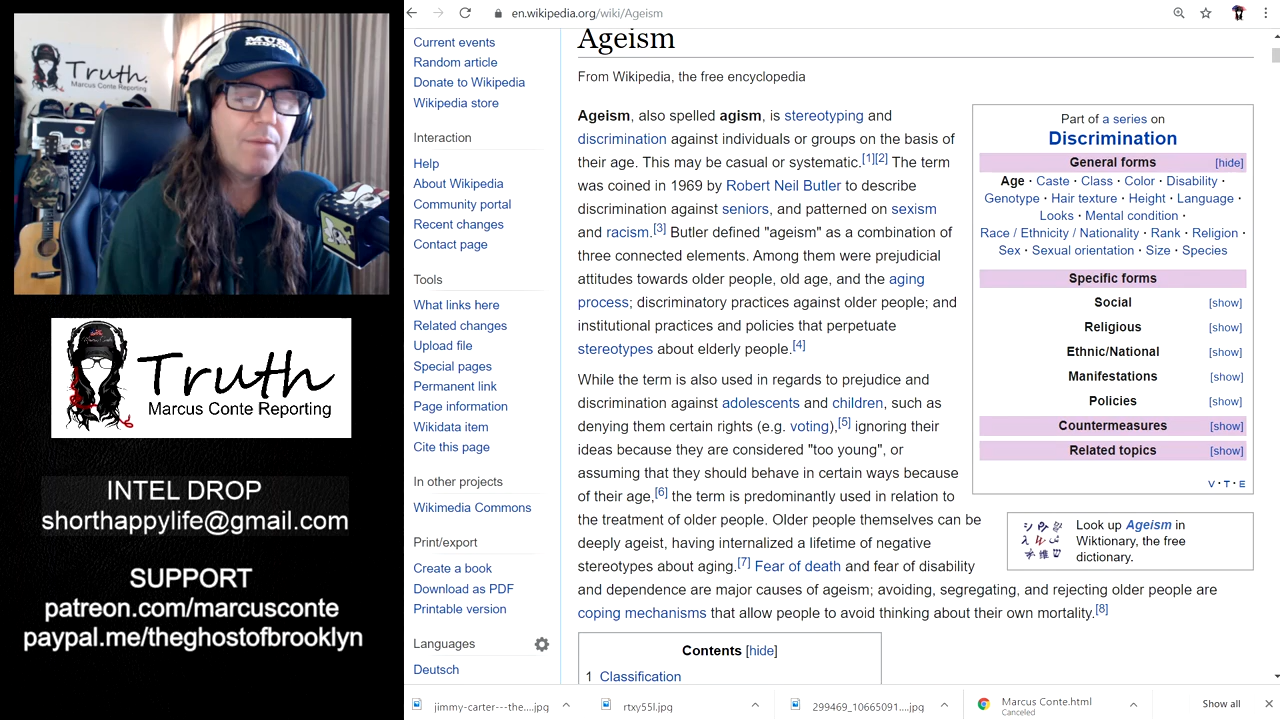 Truth.
Marcus Conte Reporting
Truth
Marcus Conte Reporting
INTEL DROP
shorthappylife@gmail.com
SUPPORT
patreon.com/marcusconte
paypal.me/theghostofbrooklyn
en.wikipedia.org/wiki/Ageism
Current events
Random article
Donate to Wikipedia
Wikipedia store
Interaction
Help
About Wikipedia
Community portal
Recent changes
Contact page
Tools
What links here
Related changes
Upload file
Special pages
Permanent link
Page information
Wikidata item
Cite this page
In other projects
Wikimedia Commons
Print/export
Create a book
Download as PDF
Printable version
Languages
Deutsch
Ageism
From Wikipedia, the free encyclopedia
Ageism, also spelled agism, is stereotyping and
discrimination against individuals or groups on the basis of
their age. This may be casual or systematic.[1][2] The term
was coined in 1969 by Robert Neil Butler to describe
discrimination against seniors, and patterned on sexism
and racism.[3] Butler defined "ageism" as a combination of
three connected elements. Among them were prejudicial
attitudes towards older people, old age, and the aging
process; discriminatory practices against older people; and
institutional practices and policies that perpetuate
stereotypes about elderly people.[4]
While the term is also used in regards to prejudice and
discrimination against adolescents and children, such as
denying them certain rights (e.g. voting),[5] ignoring their
ideas because they are considered "too young", or
assuming that they should behave in certain ways because
of their age,[6] the term is predominantly used in relation to
the treatment of older people. Older people themselves can be
deeply ageist, having internalized a lifetime of negative
stereotypes about aging.[7] Fear of death and fear of disability
and dependence are major causes of ageism; avoiding, segregating, and rejecting older people are
coping mechanisms that allow people to avoid thinking about their own mortality.[8]
Contents [hide]
1 Classification
Part of a series on
Discrimination
General forms [hide]
Age · Caste · Class · Color · Disability ·
Genotype · Hair texture · Height · Language ·
Looks · Mental condition ·
Race / Ethnicity / Nationality · Rank · Religion ·
Sex · Sexual orientation · Size · Species
Specific forms
Social [show]
Religious [show]
Ethnic/National [show]
Manifestations [show]
Policies [show]
Countermeasures [show]
Related topics [show]
V · T · E
Look up Ageism in
Wiktionary, the free
dictionary.
jimmy-carter---the....jpg
rtxy55l.jpg
299469_10665091....jpg
Marcus Conte.html
Canceled
Show all